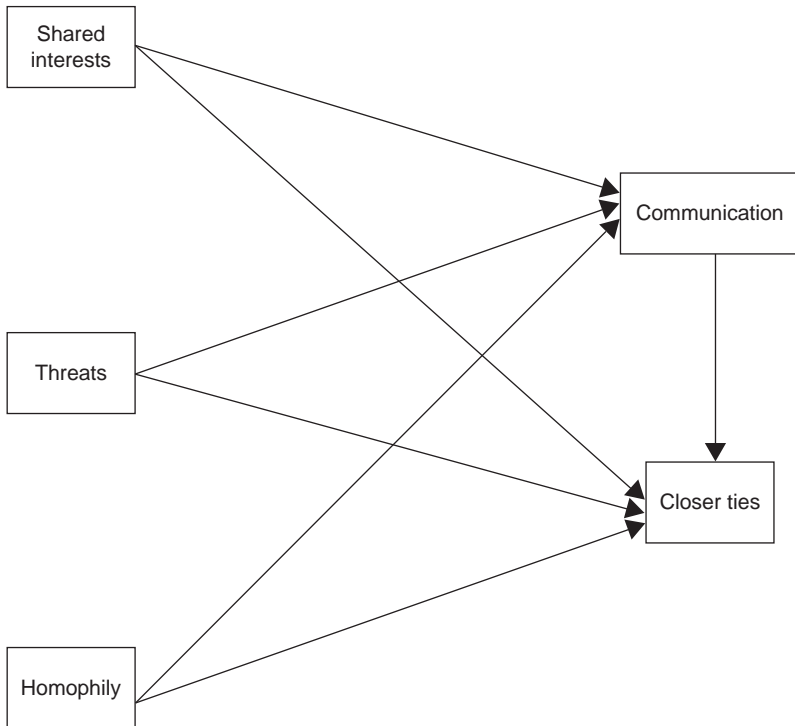 Shared
interests
Communication
Threats
Closer ties
Homophily